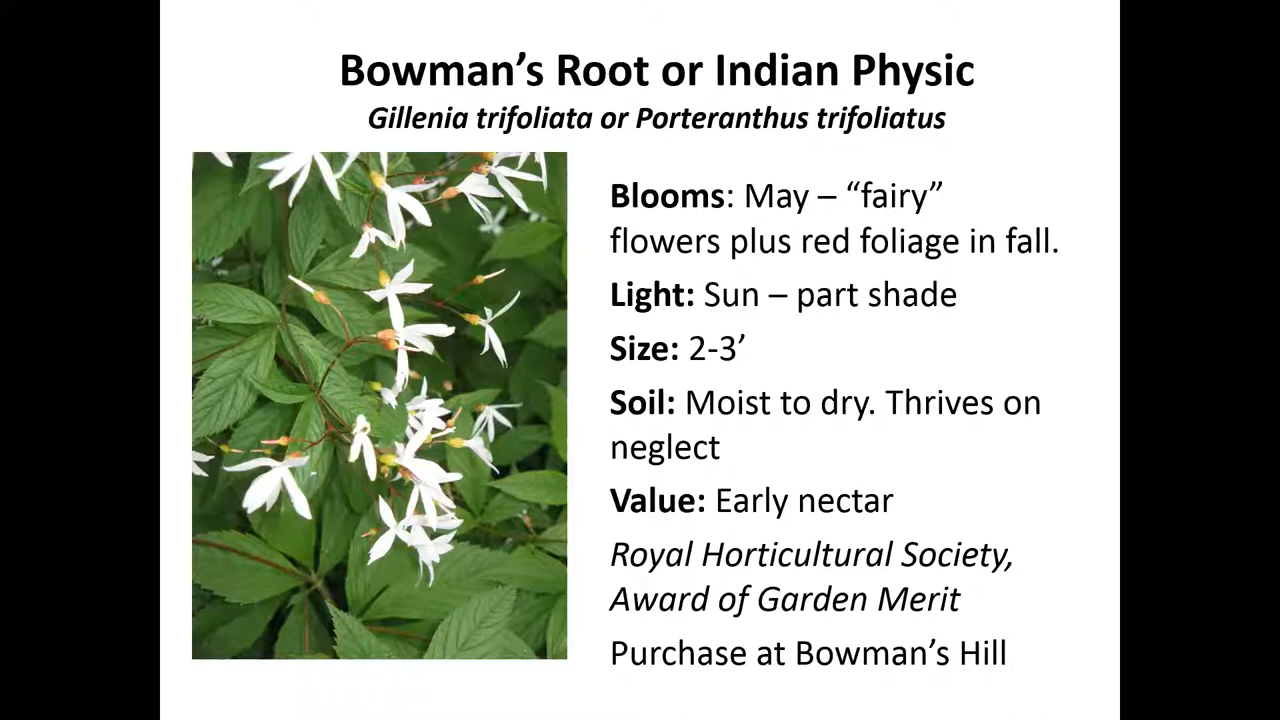 Bowman’s Root or Indian Physic
Gillenia trifoliata or Porteranthus trifoliatus
Blooms: May – “fairy”
flowers plus red foliage in fall.
Light: Sun – part shade
Size: 2-3’
Soil: Moist to dry. Thrives on
neglect
Value: Early nectar
Royal Horticultural Society,
Award of Garden Merit
Purchase at Bowman’s Hill